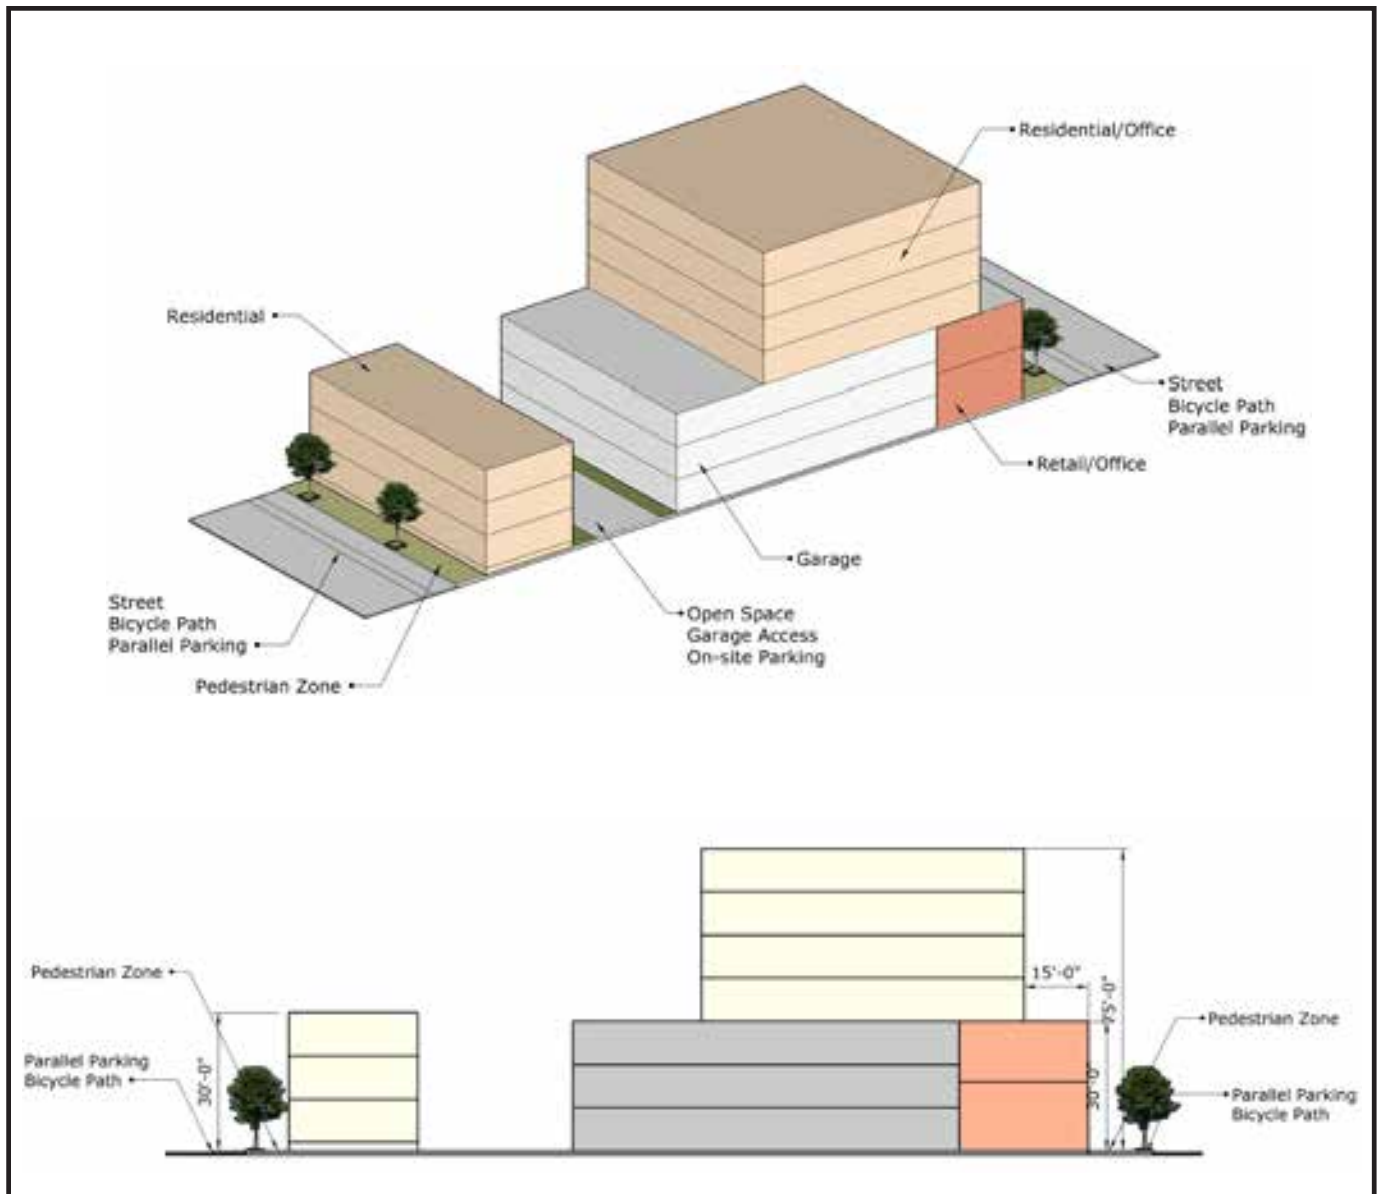 Residential/Office
Residential
Street
Bicycle Path
Parallel Parking
Retail/Office
Garage
Street
Bicycle Path
Parallel Parking
Open Space
Garage Access
On-site Parking
Pedestrian Zone
15'-0"
75'-0"
Pedestrian Zone
Pedestrian Zone
Parallel Parking
Bicycle Path
30'-0"
30'-0"
Parallel Parking
Bicycle Path